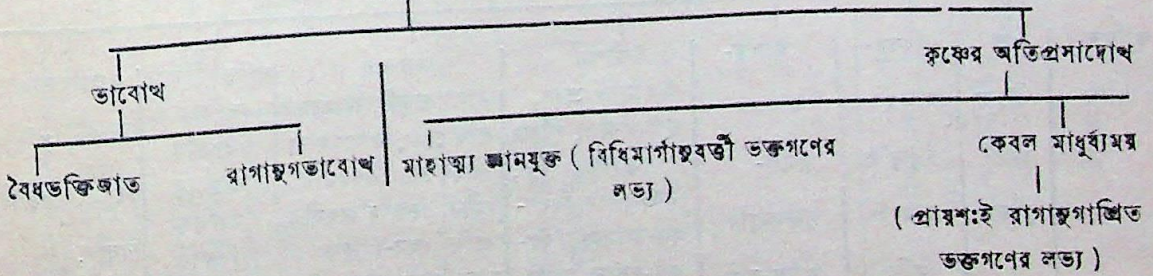 কৃষ্ণের অতিপ্রসাদোত্থ
ভাবোত্থ
বৈধভক্তিজাত
রাগানুগভাবোত্থ
মাহাত্ম্য জ্ঞানযুক্ত ( বিধিমার্গানুবর্ত্তী ভক্তগণের
লভ্য )
কেবল মাধুর্য্যময়
( প্রায়শঃই রাগানুগাশ্রিত
ভক্তগণের লভ্য )